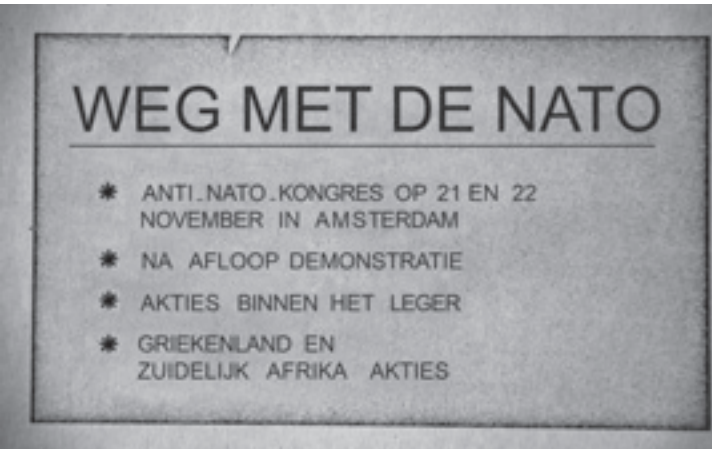 WEG MET DE NATO
* ANTI-NATO-KONGRES OP 21 EN 22
NOVEMBER IN AMSTERDAM
* NA AFLOOP DEMONSTRATIE
* AKTIES BINNEN HET LEGER
* GRIEKENLAND EN
ZUIDELIJK AFRIKA AKTIES